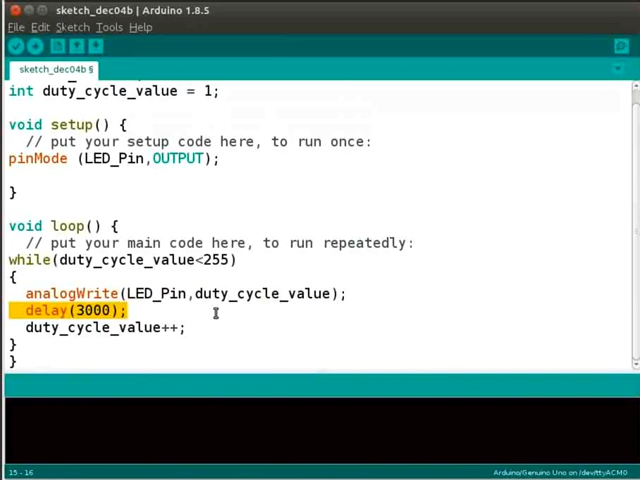 sketch_dec04b | Arduino 1.8.5
File Edit Sketch Tools Help
sketch_dec04b §
int duty_cycle_value = 1;
void setup() {
// put your setup code here, to run once:
pinMode (LED_Pin,OUTPUT);
}
void loop() {
// put your main code here, to run repeatedly:
while(duty_cycle_value<255)
{
analogWrite(LED_Pin,duty_cycle_value);
delay(3000);
duty_cycle_value++;
}
}
15 - 16 Arduino/Genuino Uno on /dev/ttyACM0